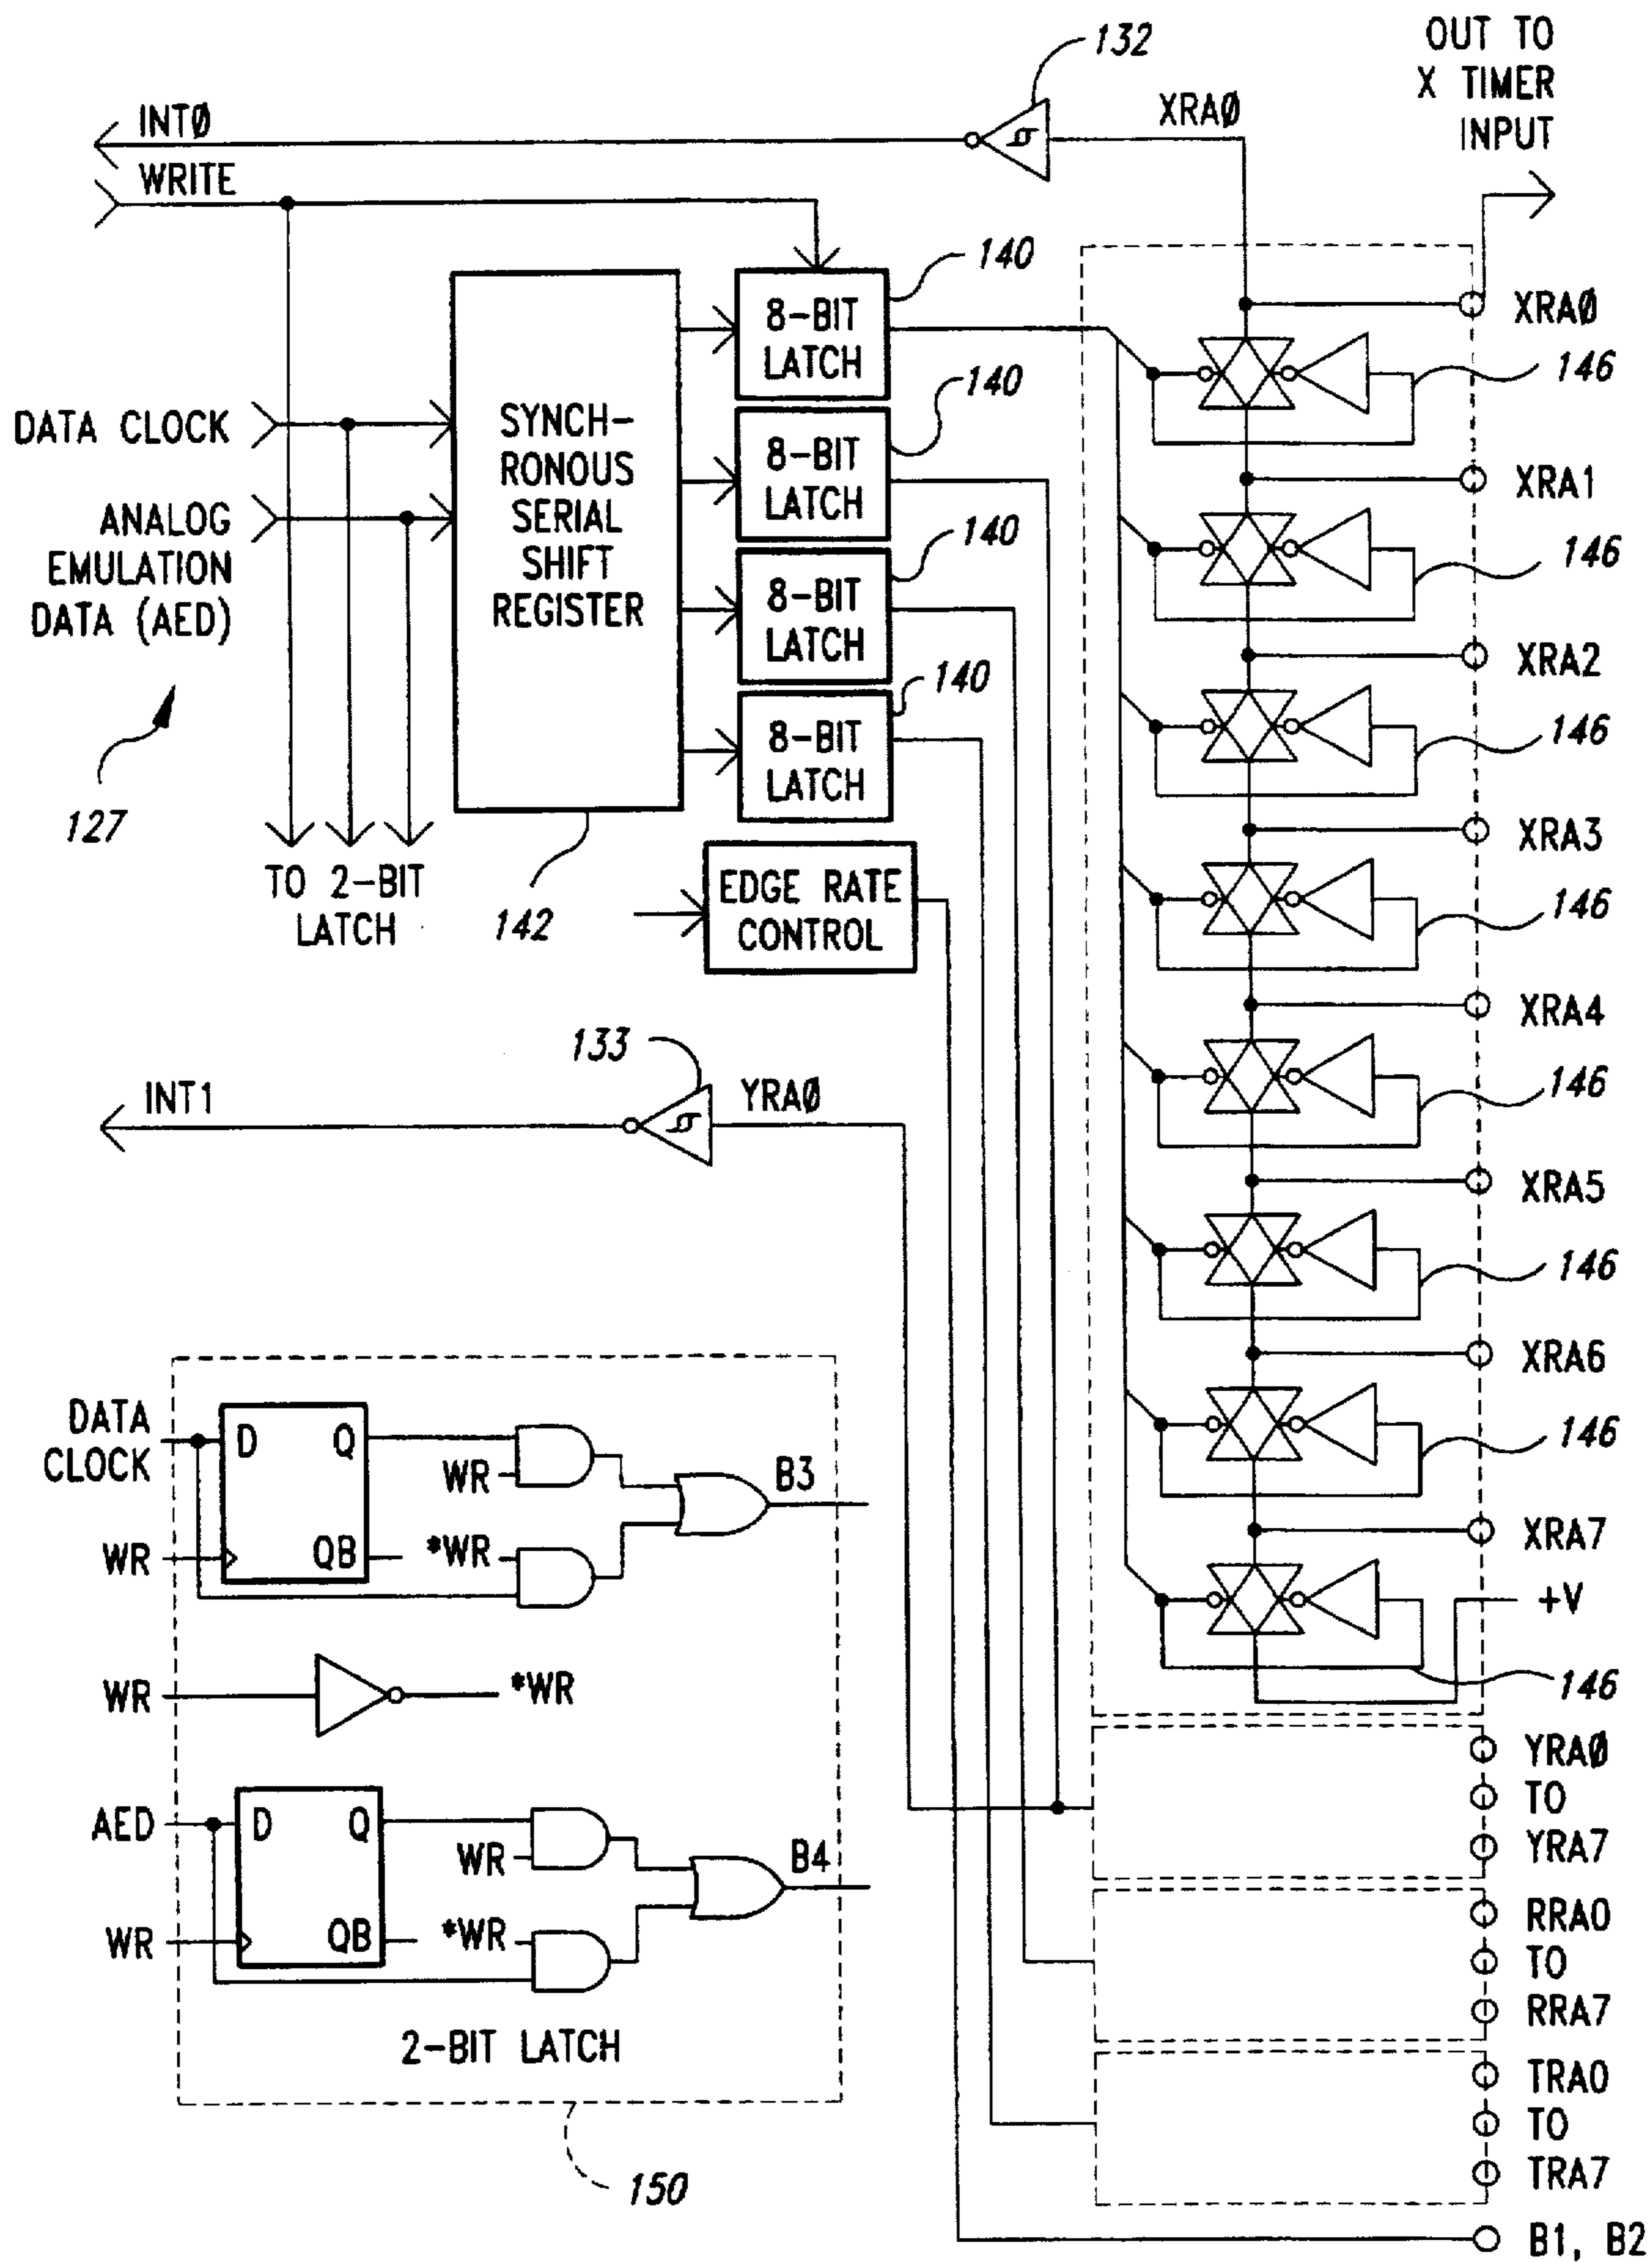 132
OUT TO
X TIMER
INPUT
INTØ
XRAØ
WRITE
140
8-BIT
LATCH
XRAØ
146
DATA CLOCK
SYNCH-
RONOUS
SERIAL
SHIFT
REGISTER
140
8-BIT
LATCH
XRA1
ANALOG
EMULATION
DATA (AED)
140
8-BIT
LATCH
146
XRA2
140
8-BIT
LATCH
146
127
XRA3
TO 2-BIT
LATCH
142
EDGE RATE
CONTROL
146
XRA4
133
INT1
YRAØ
146
XRA5
146
XRA6
DATA
CLOCK
D
Q
WR
B3
146
WR
QB
*WR
XRA7
+V
WR
*WR
146
YRAØ
TO
YRA7
AED
D
Q
WR
B4
WR
QB
*WR
RRA0
TO
RRA7
2-BIT LATCH
TRA0
TO
TRA7
150
B1, B2